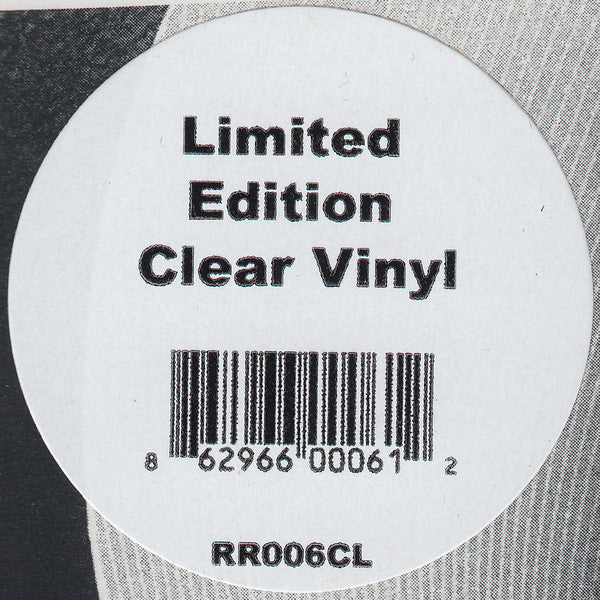 Limited
Edition
Clear Vinyl
8 62966 00061 2
RR006CL